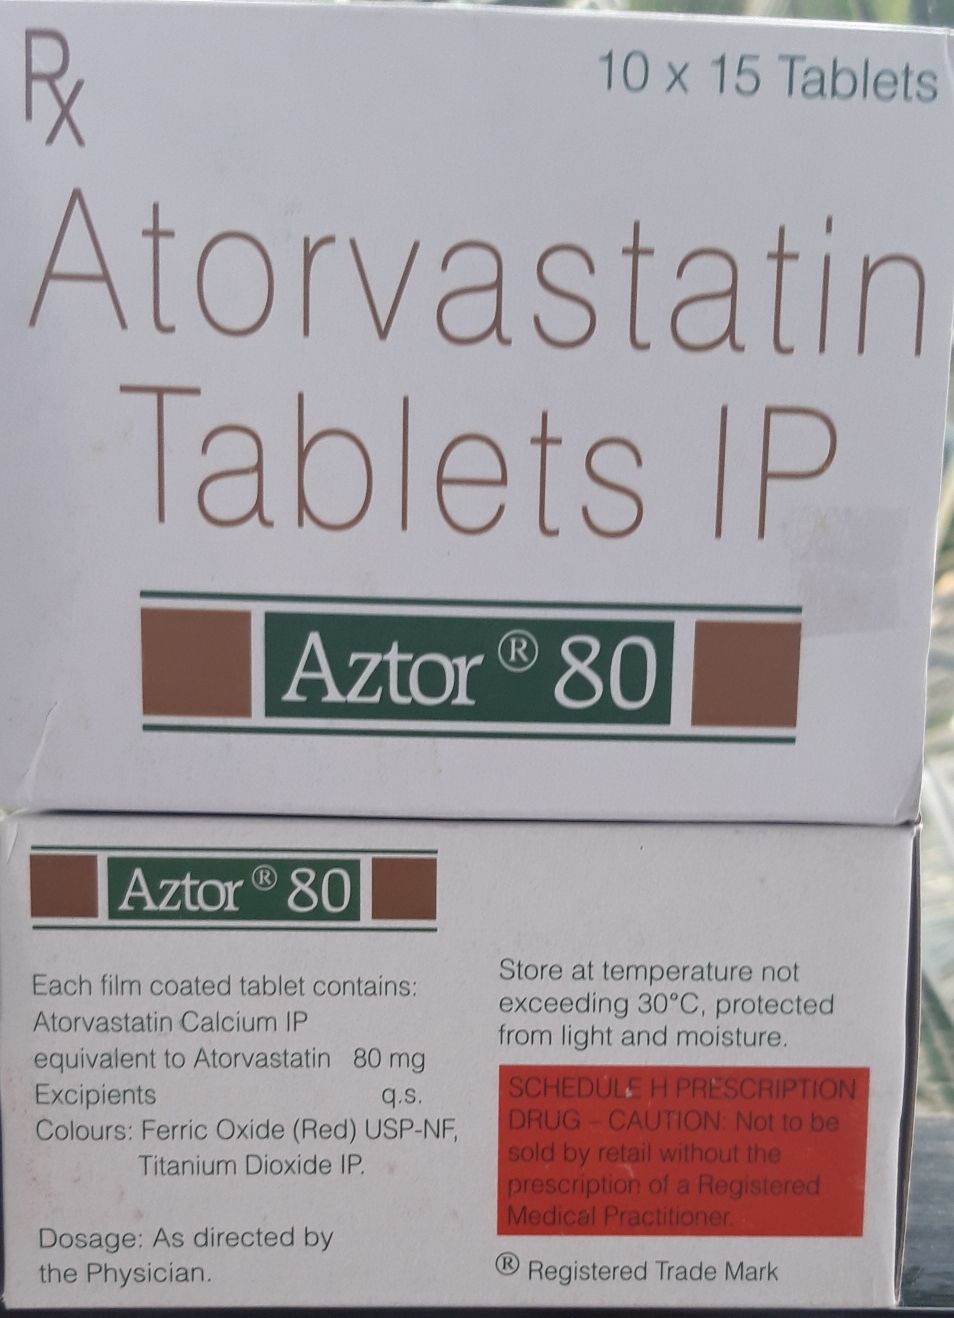 Rx
10 x 15 Tablets
Atorvastatin
Tablets IP
Aztor ® 80
Aztor ® 80
Each film coated tablet contains:
Atorvastatin Calcium IP
equivalent to Atorvastatin 80 mg
Excipients q.s.
Colours: Ferric Oxide (Red) USP-NF,
Titanium Dioxide IP.
Dosage: As directed by
the Physician.
Store at temperature not
exceeding 30°C, protected
from light and moisture.
SCHEDULE H PRESCRIPTION
DRUG – CAUTION: Not to be
sold by retail without the
prescription of a Registered
Medical Practitioner.
® Registered Trade Mark